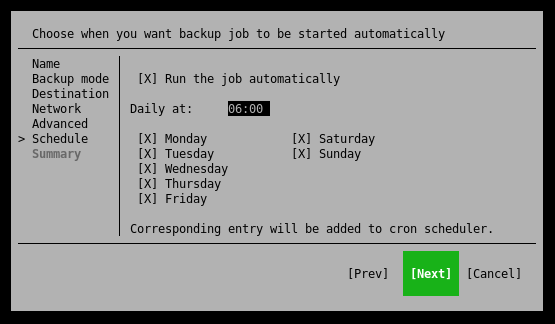 Choose when you want backup job to be started automatically
Name
Backup mode [X] Run the job automatically
Destination
Network Daily at: 06:00
Advanced
> Schedule [X] Monday [X] Saturday
Summary [X] Tuesday [X] Sunday
[X] Wednesday
[X] Thursday
[X] Friday
Corresponding entry will be added to cron scheduler.
[Prev] [Next] [Cancel]